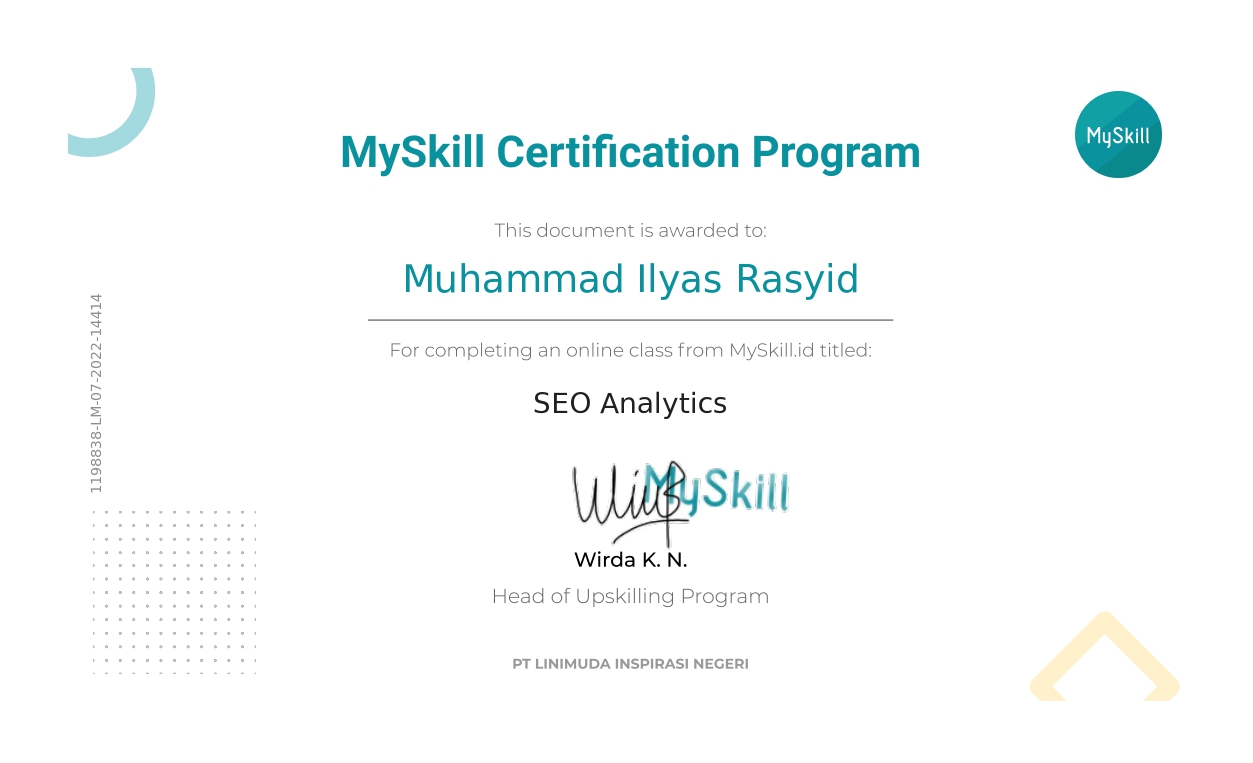 MySkill
MySkill Certification Program
This document is awarded to:
Muhammad Ilyas Rasyid
For completing an online class from MySkill.id titled:
SEO Analytics
MySkill
Wirda K. N.
Head of Upskilling Program
PT LINIMUDA INSPIRASI NEGERI
1198838-LM-07-2022-14414